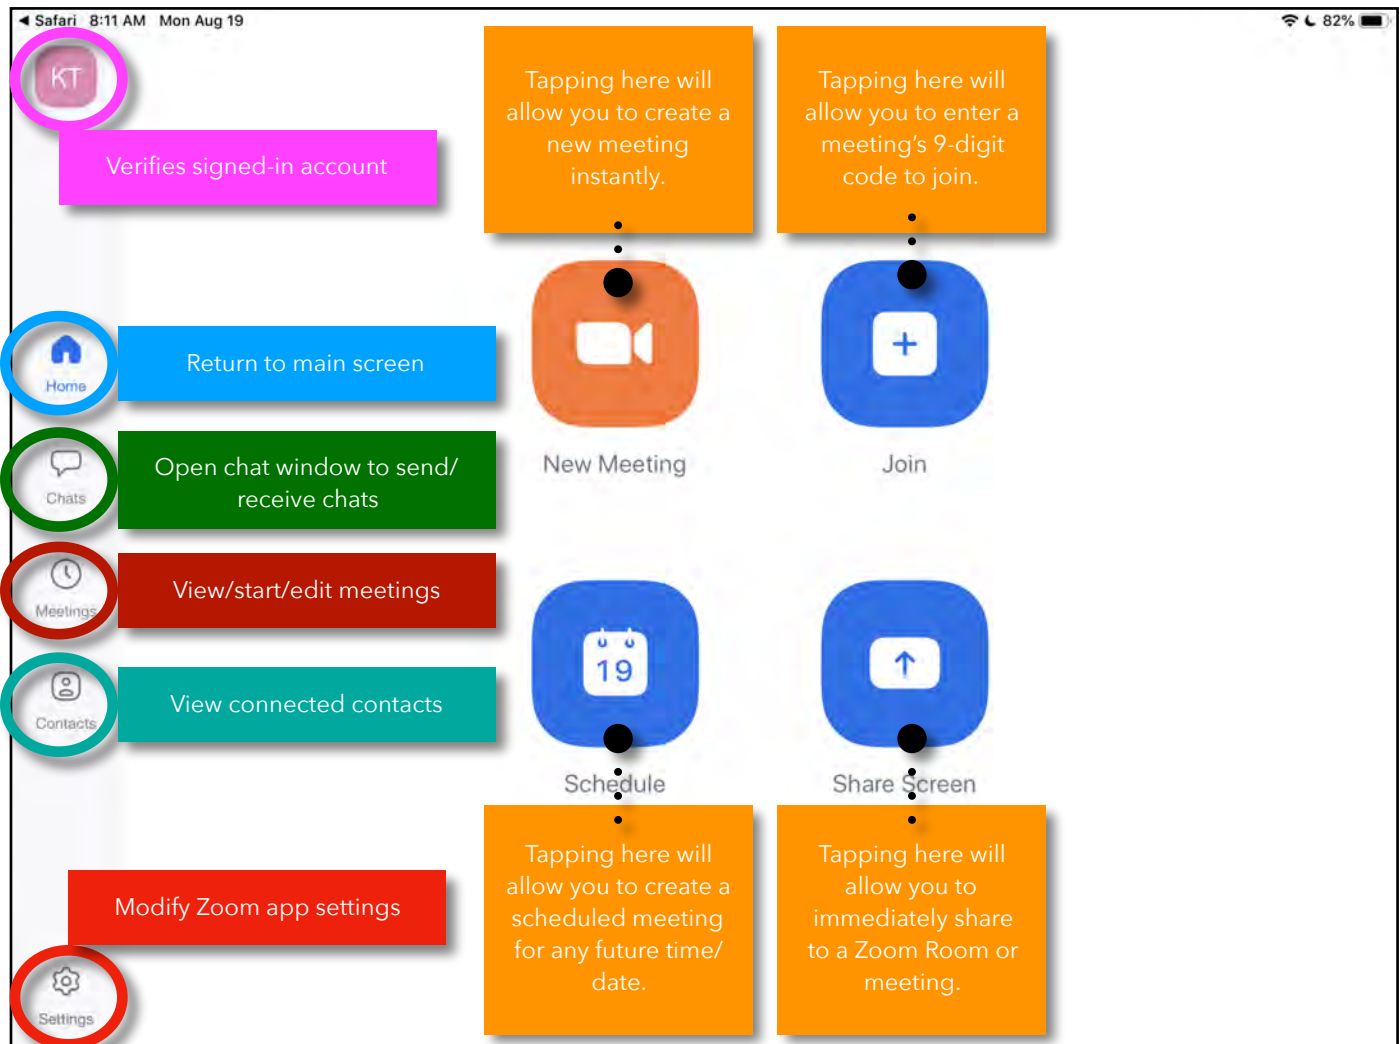 ◀ Safari 8:11 AM Mon Aug 19
82%
KT
Verifies signed-in account
Tapping here will
allow you to create a
new meeting
instantly.
Tapping here will
allow you to enter a
meeting’s 9-digit
code to join.
Home
Return to main screen
Chats
Open chat window to send/
receive chats
New Meeting
Join
Meetings
View/start/edit meetings
Contacts
View connected contacts
19
Schedule
Share Screen
Tapping here will
allow you to create a
scheduled meeting
for any future time/
date.
Tapping here will
allow you to
immediately share
to a Zoom Room or
meeting.
Modify Zoom app settings
Settings